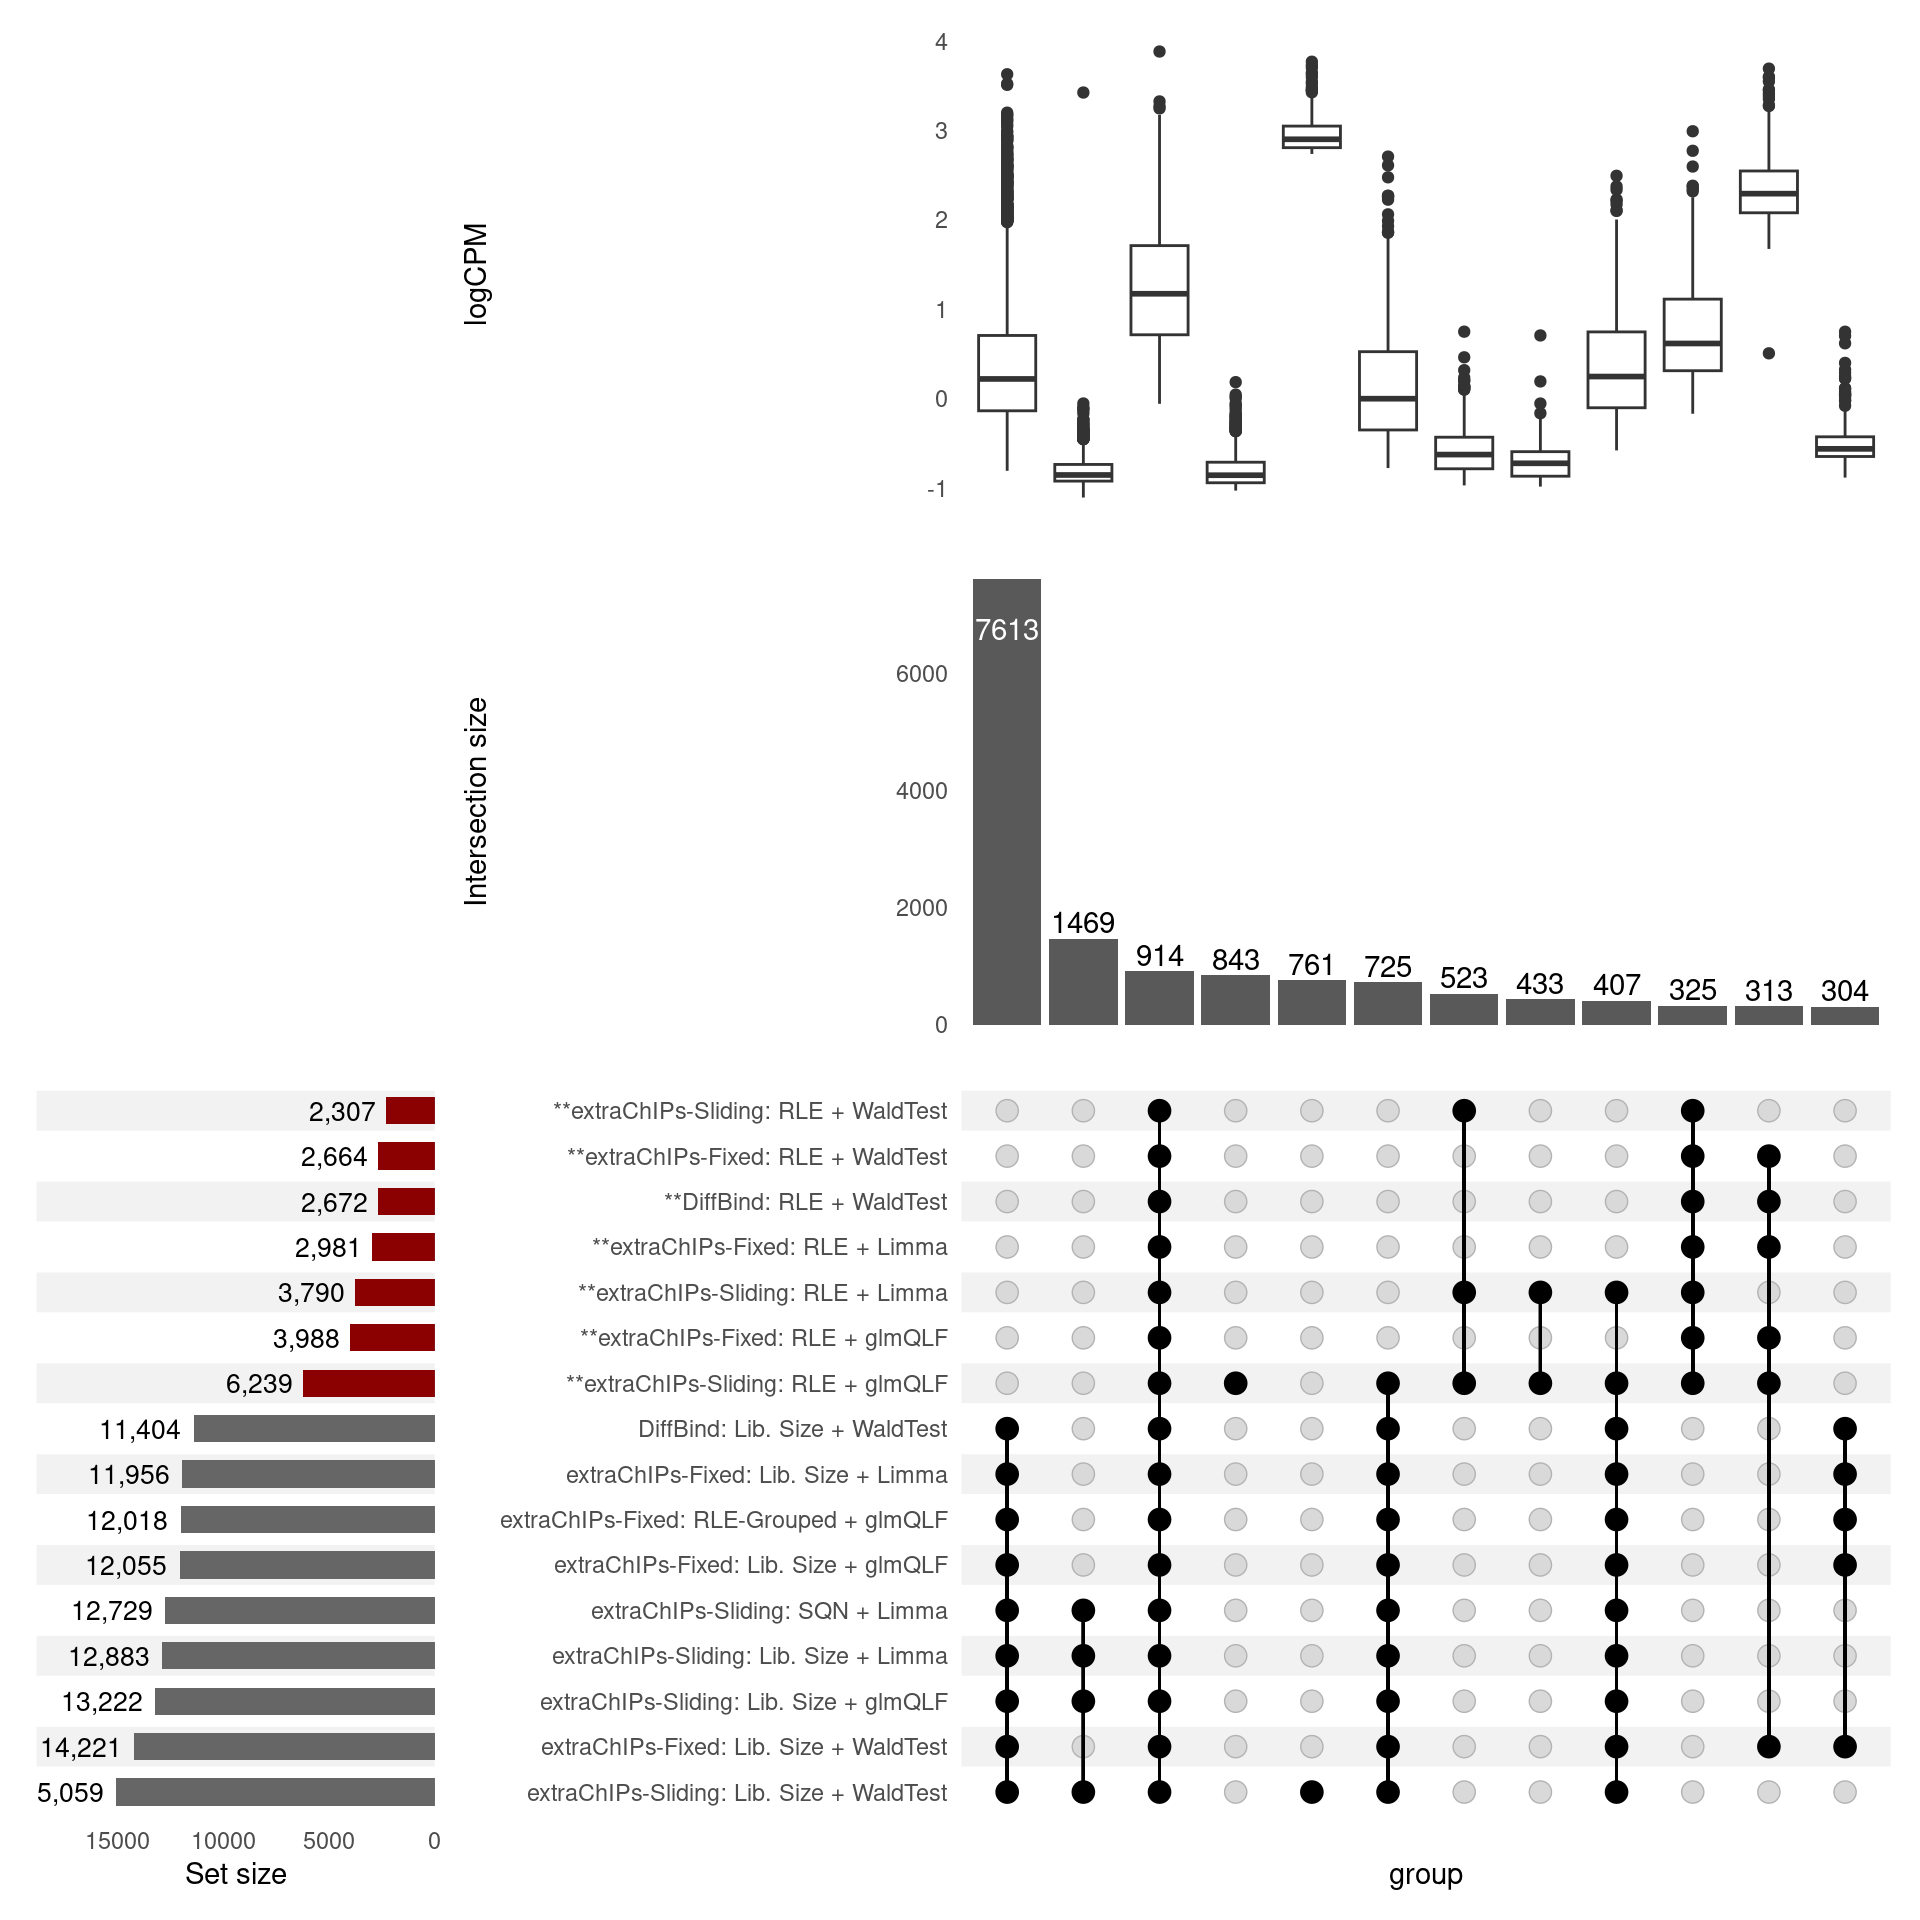 4
3
2
1
0
-1
logCPM
7613
1469
914
843
761
725
523
433
407
325
313
304
6000
4000
2000
0
Intersection size
2,307
**extraChIPs-Sliding: RLE + WaldTest
2,664
**extraChIPs-Fixed: RLE + WaldTest
2,672
**DiffBind: RLE + WaldTest
2,981
**extraChIPs-Fixed: RLE + Limma
3,790
**extraChIPs-Sliding: RLE + Limma
3,988
**extraChIPs-Fixed: RLE + glmQLF
6,239
**extraChIPs-Sliding: RLE + glmQLF
11,404
DiffBind: Lib. Size + WaldTest
11,956
extraChIPs-Fixed: Lib. Size + Limma
12,018
extraChIPs-Fixed: RLE-Grouped + glmQLF
12,055
extraChIPs-Fixed: Lib. Size + glmQLF
12,729
extraChIPs-Sliding: SQN + Limma
12,883
extraChIPs-Sliding: Lib. Size + Limma
13,222
extraChIPs-Sliding: Lib. Size + glmQLF
14,221
extraChIPs-Fixed: Lib. Size + WaldTest
5,059
extraChIPs-Sliding: Lib. Size + WaldTest
15000
10000
5000
0
Set size
group